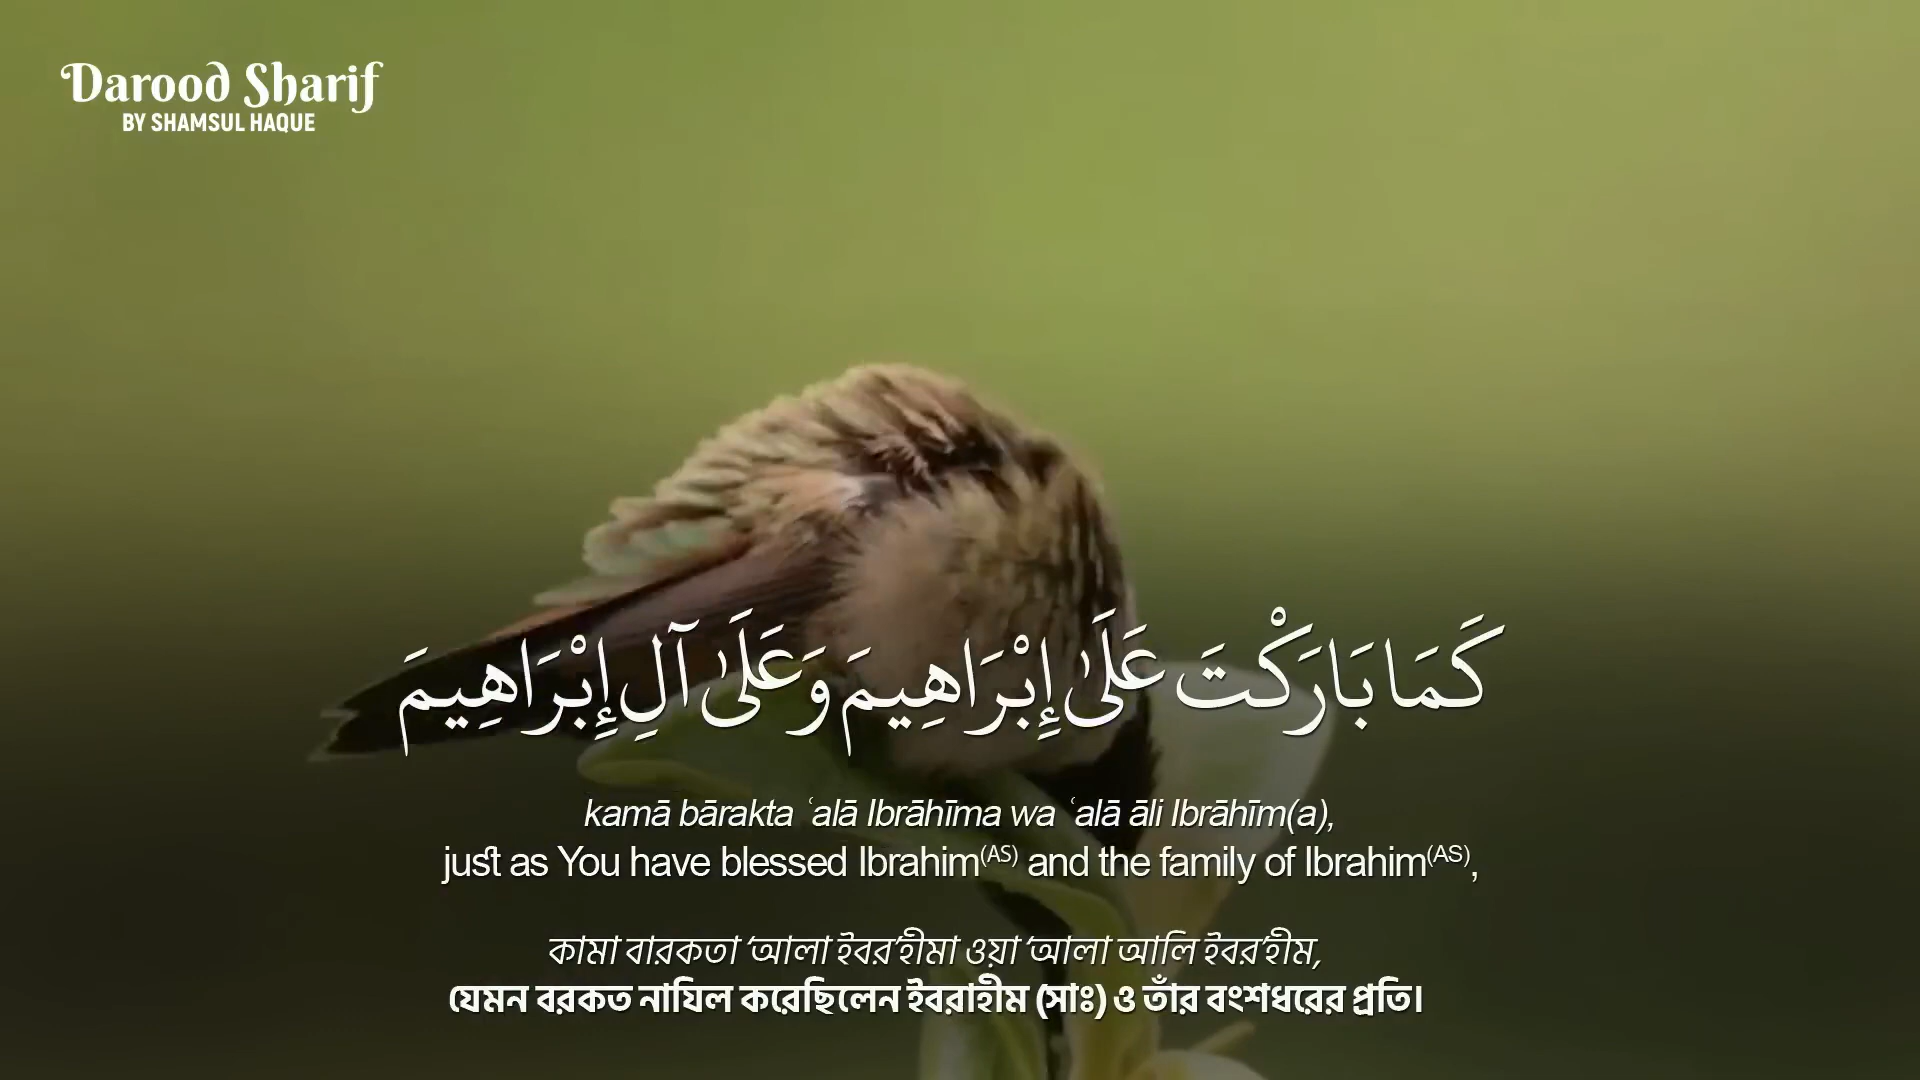 Darood Sharif
BY SHAMSUL HAQUE
كَمَا بَارَكْتَ عَلَىٰ إِبْرَاهِيمَ وَعَلَىٰ آلِ إِبْرَاهِيمَ
kamā bārakta ʿalā Ibrāhīma wa ʿalā āli Ibrāhīm(a),
just as You have blessed Ibrahim(AS) and the family of Ibrahim(AS),
কামা বারকতা ‘আলা ইবর’হীমা ওয়া ‘আলা আলি ইবর’হীম,
যেমন বরকত নাযিল করেছিলেন ইবরাহীম (সাঃ) ও তাঁর বংশধরের প্রতি।